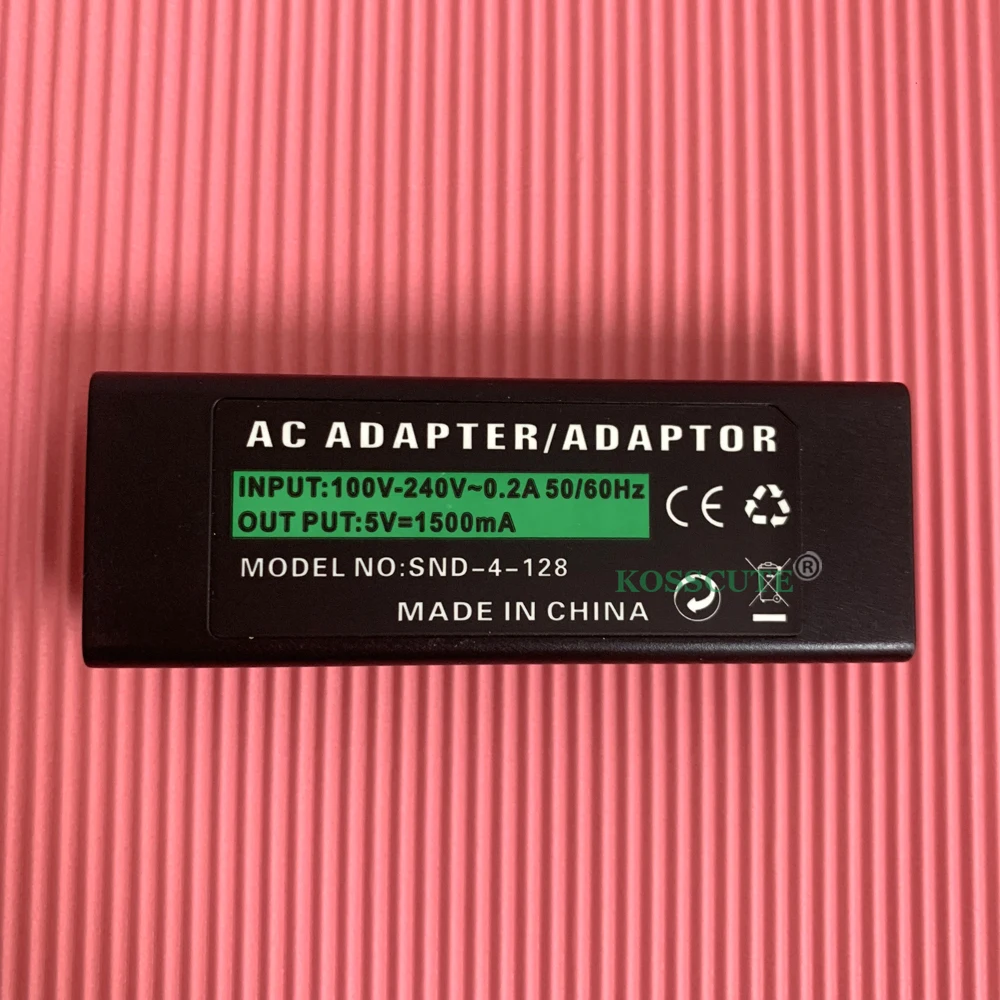 AC ADAPTER/ADAPTOR
INPUT:100V-240V~0.2A 50/60Hz
OUT PUT:5V=1500mA
CE
MODEL NO:SND-4-128
KOSSCUTE®
MADE IN CHINA